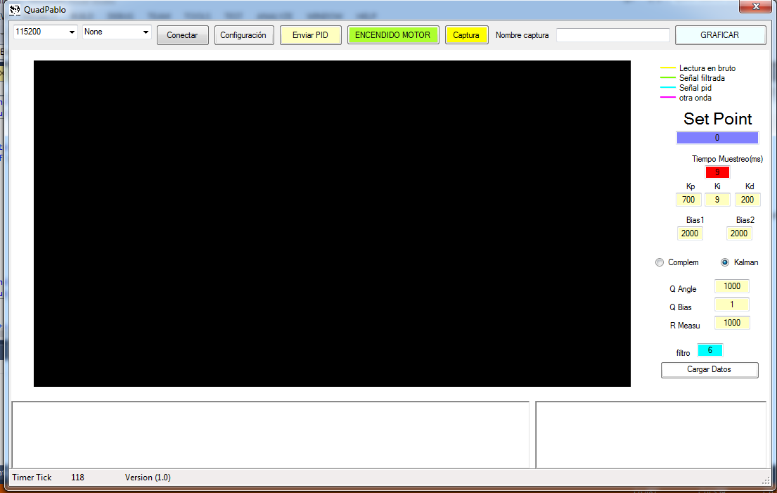 QuadPablo
115200 None Conectar Configuración Enviar PID ENCENDIDO MOTOR Captura Nombre captura GRAFICAR
Lectura en bruto
Señal filtrada
Señal pid
otra onda
Set Point
0
Tiempo Muestreo(ms)
9
Kp Ki Kd
700 9 200
Bias1 Bias2
2000 2000
Complem Kalman
Q Angle 1000
Q Bias 1
R Measu 1000
filtro 6
Cargar Datos
Timer Tick 118 Version (1.0)